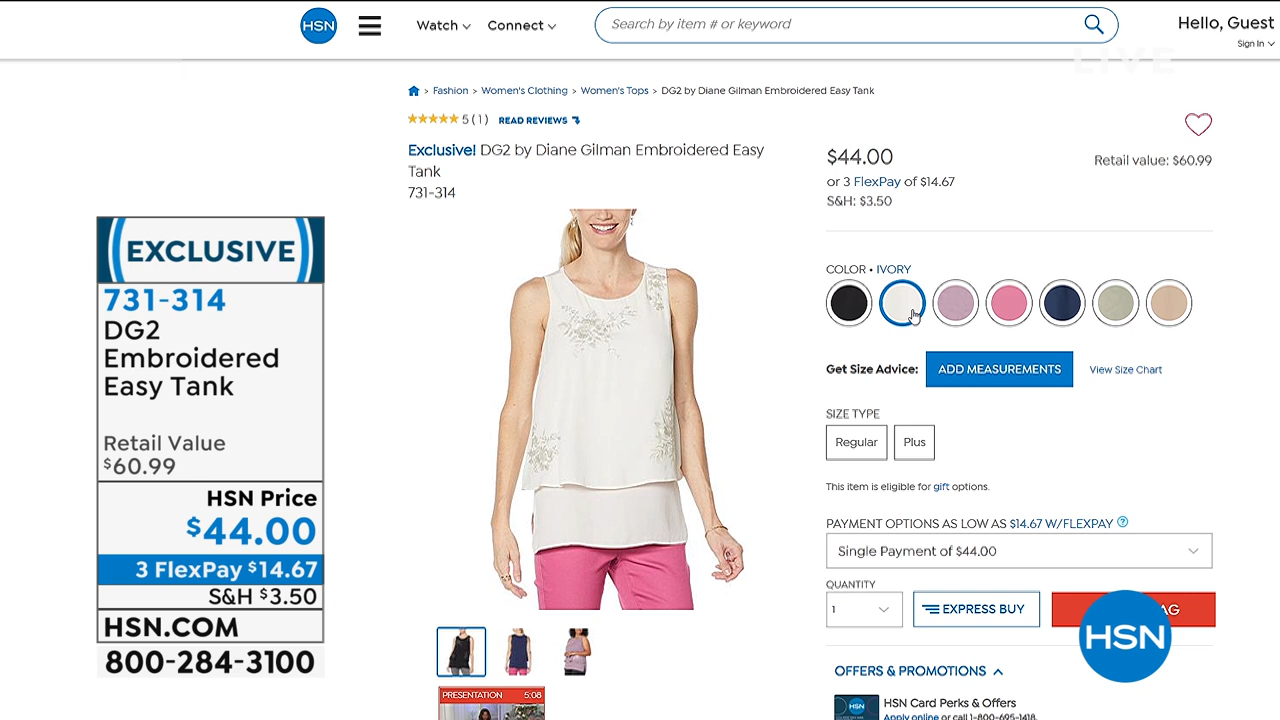 HSN
Watch
Connect
Search by item # or keyword
Hello, Guest
Sign In
LIVE
> Fashion > Women's Clothing > Women's Tops > DG2 by Diane Gilman Embroidered Easy Tank
5 (1) READ REVIEWS
Exclusive! DG2 by Diane Gilman Embroidered Easy
Tank
731-314
$44.00
Retail value: $60.99
or 3 FlexPay of $14.67
S&H: $3.50
COLOR • IVORY
Get Size Advice: ADD MEASUREMENTS View Size Chart
SIZE TYPE
Regular Plus
This item is eligible for gift options.
PAYMENT OPTIONS AS LOW AS $14.67 W/FLEXPAY ?
Single Payment of $44.00
QUANTITY
1
EXPRESS BUY
AG
HSN
OFFERS & PROMOTIONS
HSN
HSN Card Perks & Offers
Apply online or call 1-800-695-1418.
PRESENTATION 5:08
EXCLUSIVE
731-314
DG2
Embroidered
Easy Tank
Retail Value
$60.99
HSN Price
$44.00
3 FlexPay $14.67
S&H $3.50
HSN.COM
800-284-3100